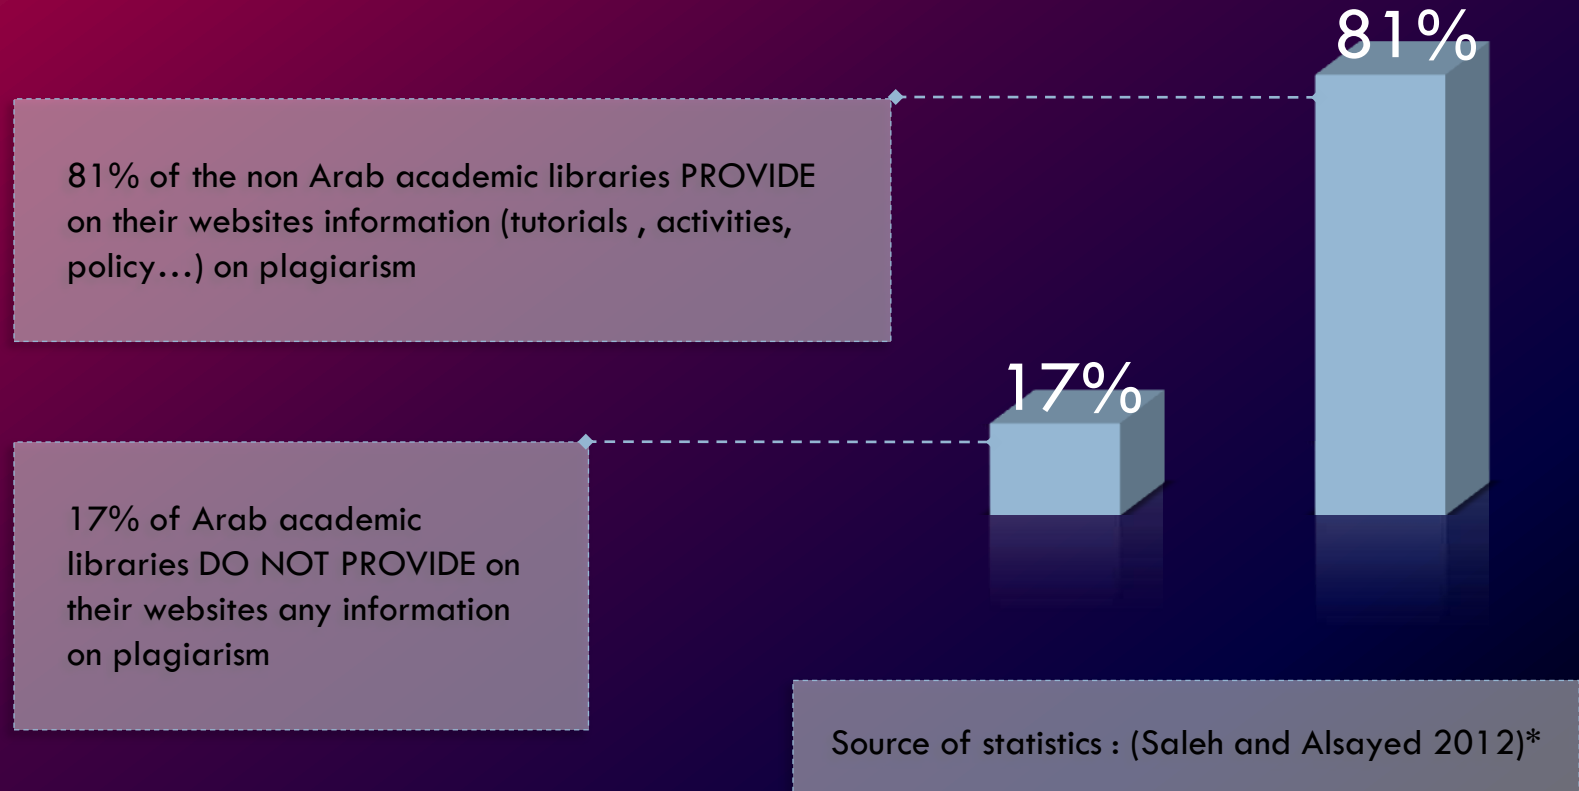 81%
81% of the non Arab academic libraries PROVIDE
on their websites information (tutorials , activities,
policy...) on plagiarism
17%
17% of Arab academic
libraries DO NOT PROVIDE on
their websites any information
on plagiarism
Source of statistics : (Saleh and Alsayed 2012)*